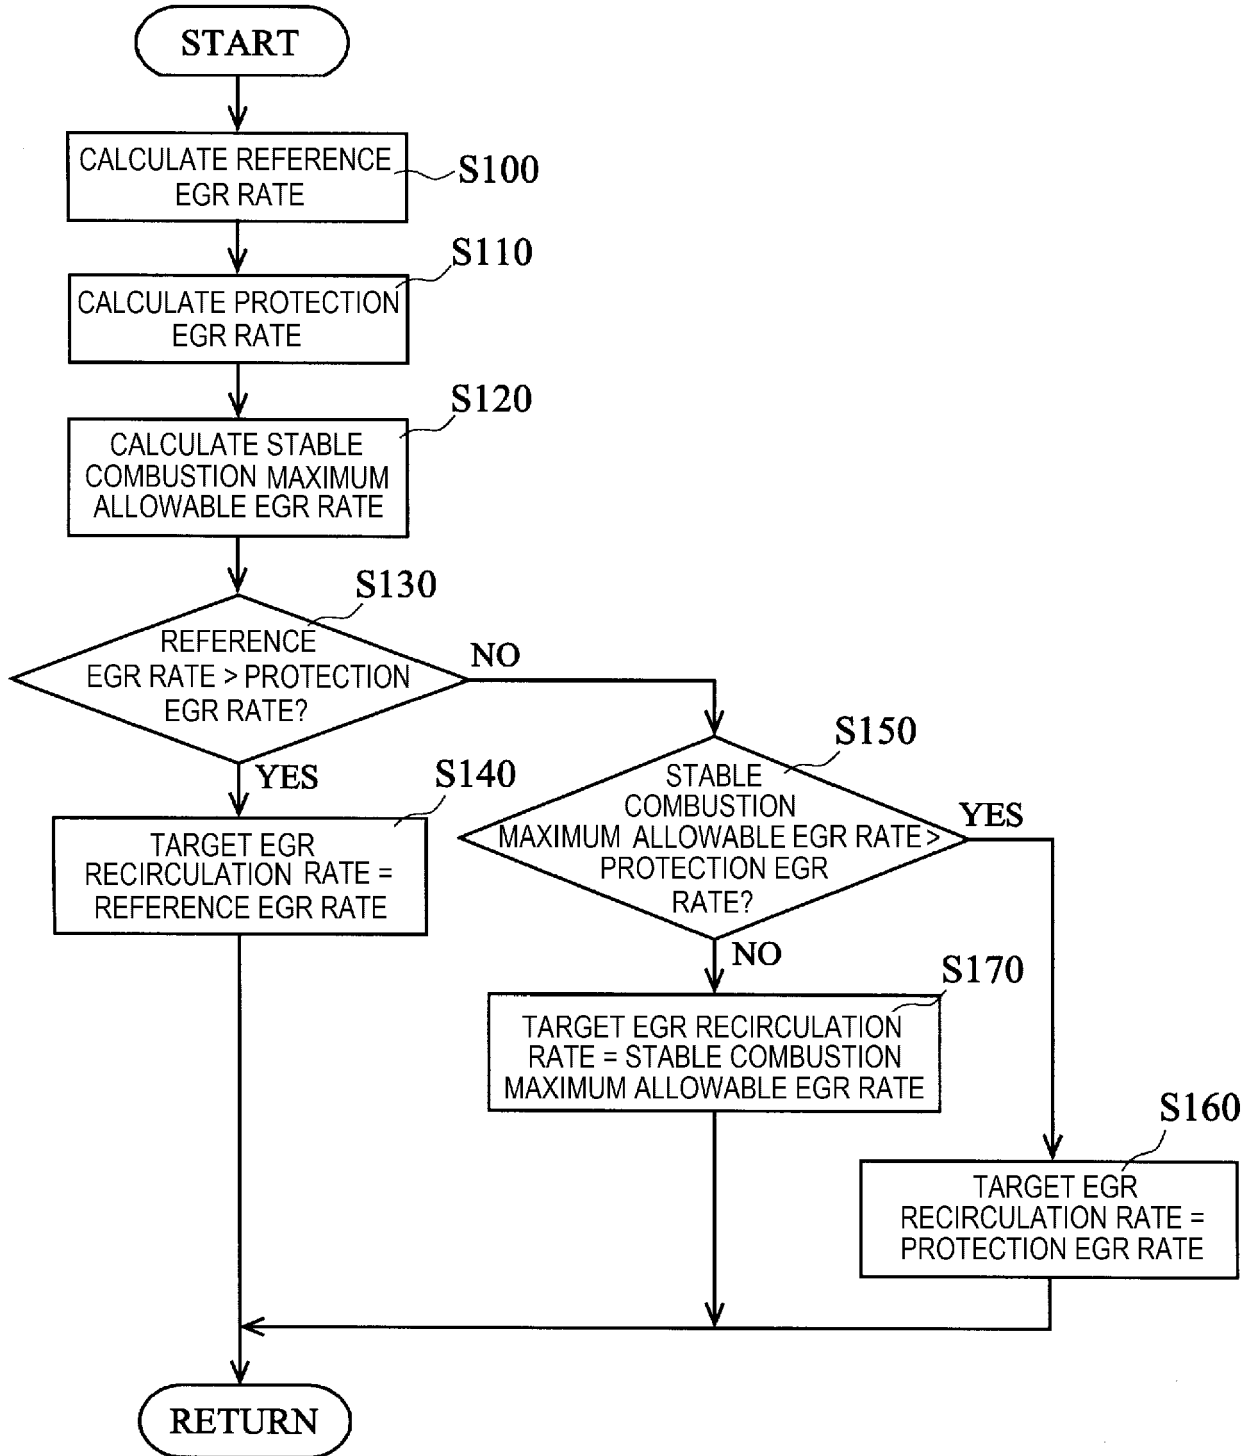 START
CALCULATE REFERENCE
EGR RATE
S100
CALCULATE PROTECTION
EGR RATE
S110
CALCULATE STABLE
COMBUSTION MAXIMUM
ALLOWABLE EGR RATE
S120
REFERENCE
EGR RATE > PROTECTION
EGR RATE?
S130
NO
YES
TARGET EGR
RECIRCULATION RATE =
REFERENCE EGR RATE
S140
STABLE
COMBUSTION
MAXIMUM ALLOWABLE EGR RATE >
PROTECTION EGR
RATE?
S150
YES
NO
TARGET EGR RECIRCULATION
RATE = STABLE COMBUSTION
MAXIMUM ALLOWABLE EGR RATE
S170
TARGET EGR
RECIRCULATION RATE =
PROTECTION EGR RATE
S160
RETURN